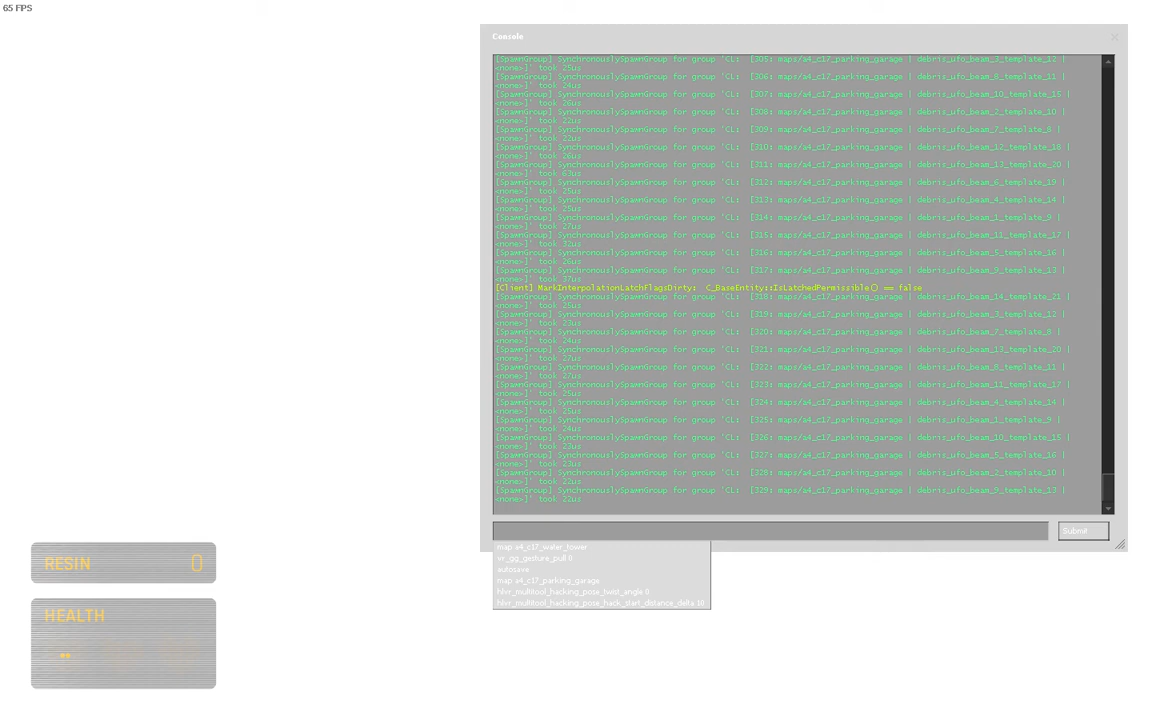 65 FPS
Console
[SpawnGroup] SynchronouslySpawnGroup for group 'CL:  [305: maps/a4_c17_parking_garage | debris_ufo_beam_3_template_12 |
<none>]' took 25us
[SpawnGroup] SynchronouslySpawnGroup for group 'CL:  [306: maps/a4_c17_parking_garage | debris_ufo_beam_8_template_11 |
<none>]' took 24us
[SpawnGroup] SynchronouslySpawnGroup for group 'CL:  [307: maps/a4_c17_parking_garage | debris_ufo_beam_10_template_15 |
<none>]' took 26us
[SpawnGroup] SynchronouslySpawnGroup for group 'CL:  [308: maps/a4_c17_parking_garage | debris_ufo_beam_2_template_10 |
<none>]' took 22us
[SpawnGroup] SynchronouslySpawnGroup for group 'CL:  [309: maps/a4_c17_parking_garage | debris_ufo_beam_7_template_8 |
<none>]' took 22us
[SpawnGroup] SynchronouslySpawnGroup for group 'CL:  [310: maps/a4_c17_parking_garage | debris_ufo_beam_12_template_18 |
<none>]' took 26us
[SpawnGroup] SynchronouslySpawnGroup for group 'CL:  [311: maps/a4_c17_parking_garage | debris_ufo_beam_13_template_20 |
<none>]' took 63us
[SpawnGroup] SynchronouslySpawnGroup for group 'CL:  [312: maps/a4_c17_parking_garage | debris_ufo_beam_6_template_19 |
<none>]' took 25us
[SpawnGroup] SynchronouslySpawnGroup for group 'CL:  [313: maps/a4_c17_parking_garage | debris_ufo_beam_4_template_14 |
<none>]' took 25us
[SpawnGroup] SynchronouslySpawnGroup for group 'CL:  [314: maps/a4_c17_parking_garage | debris_ufo_beam_1_template_9 |
<none>]' took 27us
[SpawnGroup] SynchronouslySpawnGroup for group 'CL:  [315: maps/a4_c17_parking_garage | debris_ufo_beam_11_template_17 |
<none>]' took 32us
[SpawnGroup] SynchronouslySpawnGroup for group 'CL:  [316: maps/a4_c17_parking_garage | debris_ufo_beam_5_template_16 |
<none>]' took 26us
[SpawnGroup] SynchronouslySpawnGroup for group 'CL:  [317: maps/a4_c17_parking_garage | debris_ufo_beam_9_template_13 |
<none>]' took 37us
[Client] MarkInterpolationLatchFlagsDirty:  C_BaseEntity::IsLatchedPermissible() == false
[SpawnGroup] SynchronouslySpawnGroup for group 'CL:  [318: maps/a4_c17_parking_garage | debris_ufo_beam_14_template_21 |
<none>]' took 25us
[SpawnGroup] SynchronouslySpawnGroup for group 'CL:  [319: maps/a4_c17_parking_garage | debris_ufo_beam_3_template_12 |
<none>]' took 23us
[SpawnGroup] SynchronouslySpawnGroup for group 'CL:  [320: maps/a4_c17_parking_garage | debris_ufo_beam_7_template_8 |
<none>]' took 24us
[SpawnGroup] SynchronouslySpawnGroup for group 'CL:  [321: maps/a4_c17_parking_garage | debris_ufo_beam_13_template_20 |
<none>]' took 27us
[SpawnGroup] SynchronouslySpawnGroup for group 'CL:  [322: maps/a4_c17_parking_garage | debris_ufo_beam_8_template_11 |
<none>]' took 27us
[SpawnGroup] SynchronouslySpawnGroup for group 'CL:  [323: maps/a4_c17_parking_garage | debris_ufo_beam_11_template_17 |
<none>]' took 25us
[SpawnGroup] SynchronouslySpawnGroup for group 'CL:  [324: maps/a4_c17_parking_garage | debris_ufo_beam_4_template_14 |
<none>]' took 25us
[SpawnGroup] SynchronouslySpawnGroup for group 'CL:  [325: maps/a4_c17_parking_garage | debris_ufo_beam_1_template_9 |
<none>]' took 24us
[SpawnGroup] SynchronouslySpawnGroup for group 'CL:  [326: maps/a4_c17_parking_garage | debris_ufo_beam_10_template_15 |
<none>]' took 23us
[SpawnGroup] SynchronouslySpawnGroup for group 'CL:  [327: maps/a4_c17_parking_garage | debris_ufo_beam_5_template_16 |
<none>]' took 23us
[SpawnGroup] SynchronouslySpawnGroup for group 'CL:  [328: maps/a4_c17_parking_garage | debris_ufo_beam_2_template_10 |
<none>]' took 22us
[SpawnGroup] SynchronouslySpawnGroup for group 'CL:  [329: maps/a4_c17_parking_garage | debris_ufo_beam_9_template_13 |
<none>]' took 22us
Submit
map a4_c17_water_tower
vr_gg_gesture_pull 0
autosave
map a4_c17_parking_garage
hlvr_multitool_hacking_pose_twist_angle 0
hlvr_multitool_hacking_pose_hack_start_distance_delta 10
RESIN 0
HEALTH